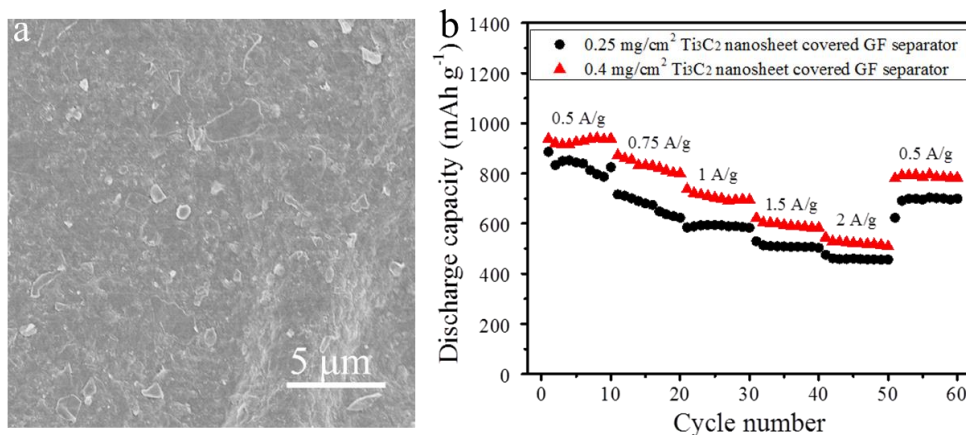 a
5 μm
b
1400
1200
1000
800
600
400
200
0
Discharge capacity (mAh g⁻¹)
0.25 mg/cm² Ti3C2 nanosheet covered GF separator
0.4 mg/cm² Ti3C2 nanosheet covered GF separator
0.5 A/g
0.75 A/g
1 A/g
1.5 A/g
2 A/g
0.5 A/g
0 10 20 30 40 50 60
Cycle number